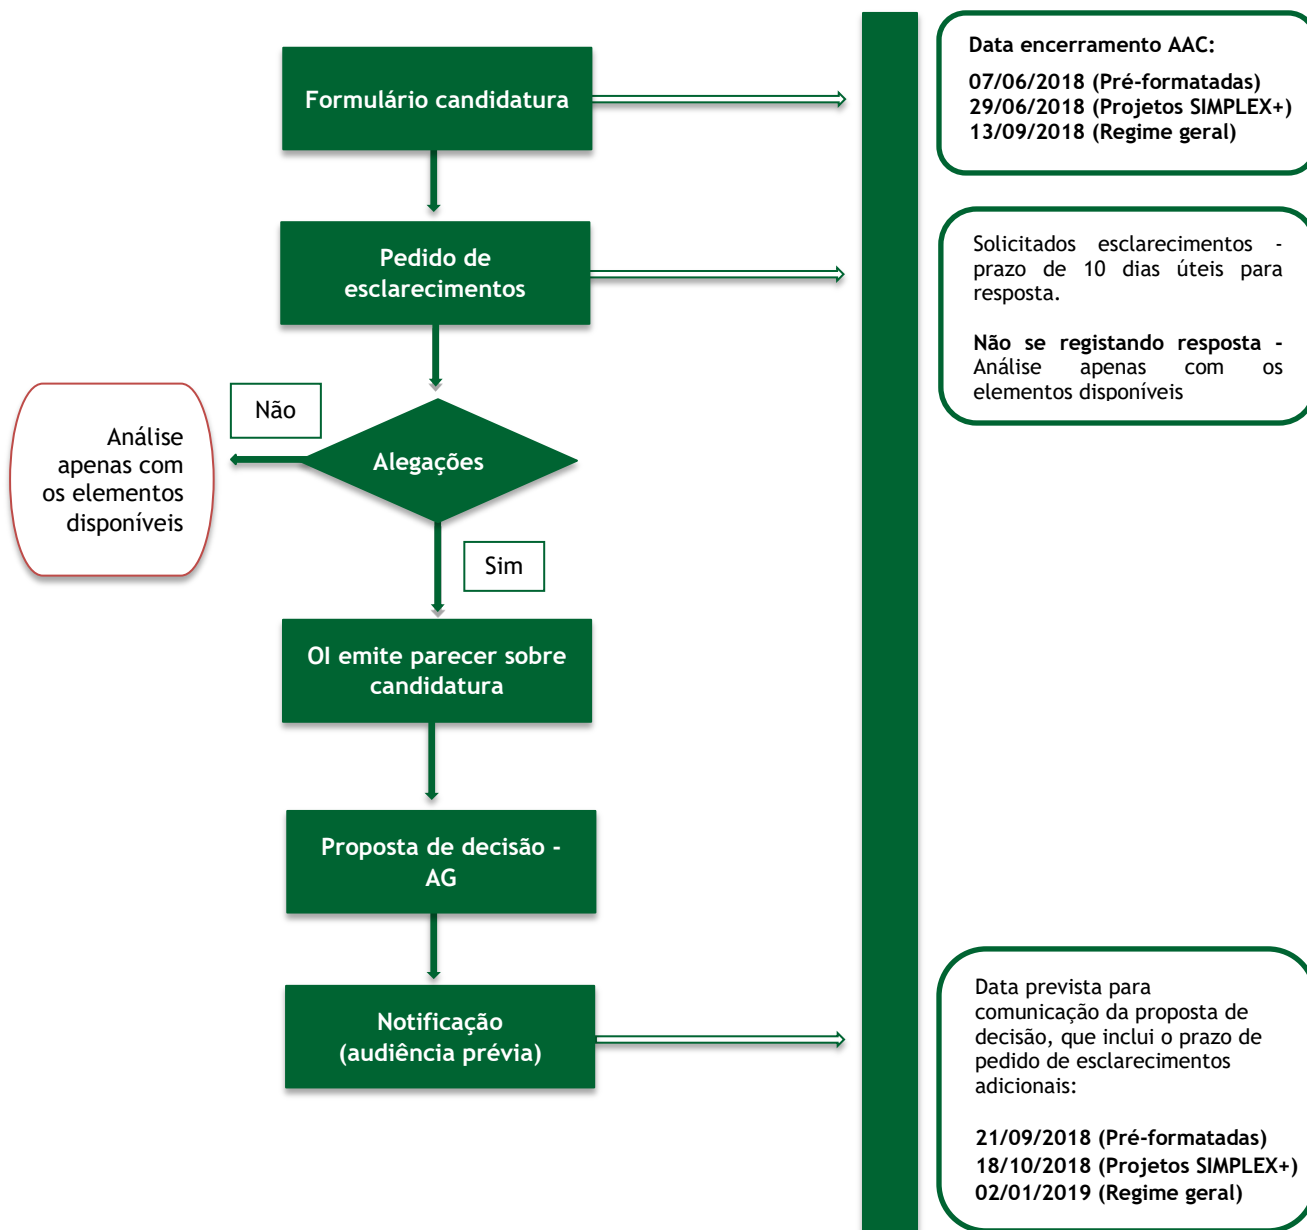 Formulário candidatura
Data encerramento AAC:
07/06/2018 (Pré-formatadas)
29/06/2018 (Projetos SIMPLEX+)
13/09/2018 (Regime geral)
Pedido de
esclarecimentos
Solicitados esclarecimentos -
prazo de 10 dias úteis para
resposta.
Não se registando resposta -
Análise apenas com os
elementos disponíveis
Não
Análise
apenas com
os elementos
disponíveis
Alegações
Sim
OI emite parecer sobre
candidatura
Proposta de decisão -
AG
Notificação
(audiência prévia)
Data prevista para
comunicação da proposta de
decisão, que inclui o prazo de
pedido de esclarecimentos
adicionais:
21/09/2018 (Pré-formatadas)
18/10/2018 (Projetos SIMPLEX+)
02/01/2019 (Regime geral)